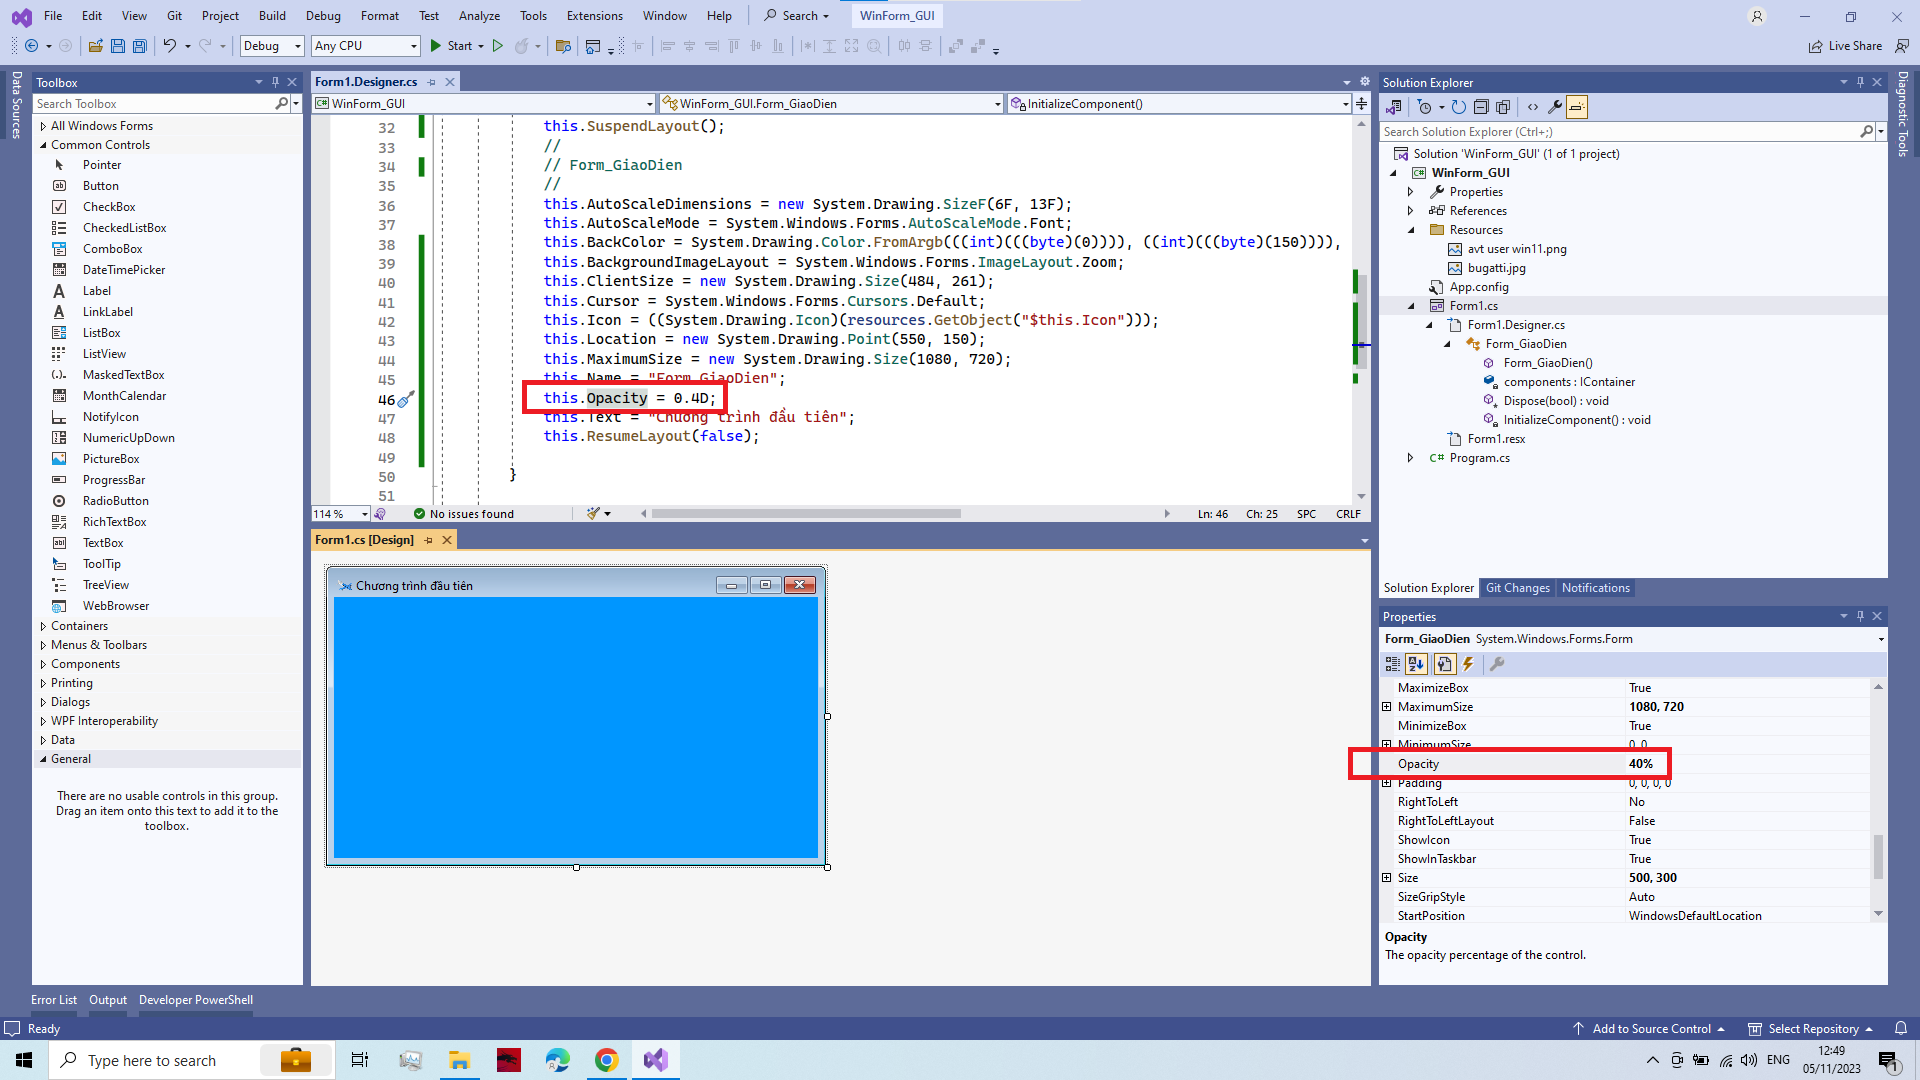 File Edit View Git Project Build Debug Format Test Analyze Tools Extensions Window Help Search WinForm_GUI
Debug Any CPU Start Live Share
Data Sources
Toolbox
Search Toolbox
All Windows Forms
Common Controls
Pointer
Button
CheckBox
CheckedListBox
ComboBox
DateTimePicker
Label
LinkLabel
ListBox
ListView
MaskedTextBox
MonthCalendar
NotifyIcon
NumericUpDown
PictureBox
ProgressBar
RadioButton
RichTextBox
TextBox
ToolTip
TreeView
WebBrowser
Containers
Menus & Toolbars
Components
Printing
Dialogs
WPF Interoperability
Data
General
There are no usable controls in this group.
Drag an item onto this text to add it to the
toolbox.
Form1.Designer.cs
WinForm_GUI WinForm_GUI.Form_GiaoDien InitializeComponent()
32 this.SuspendLayout();
33 //
34 // Form_GiaoDien
35 //
36 this.AutoScaleDimensions = new System.Drawing.SizeF(6F, 13F);
37 this.AutoScaleMode = System.Windows.Forms.AutoScaleMode.Font;
38 this.BackColor = System.Drawing.Color.FromArgb(((int)(((byte)(0)))), ((int)(((byte)(150)))),
39 this.BackgroundImageLayout = System.Windows.Forms.ImageLayout.Zoom;
40 this.ClientSize = new System.Drawing.Size(484, 261);
41 this.Cursor = System.Windows.Forms.Cursors.Default;
42 this.Icon = ((System.Drawing.Icon)(resources.GetObject("$this.Icon")));
43 this.Location = new System.Drawing.Point(550, 150);
44 this.MaximumSize = new System.Drawing.Size(1080, 720);
45 this.Name = "Form_GiaoDien";
46 this.Opacity = 0.4D;
47 this.Text = "Chương trình đầu tiên";
48 this.ResumeLayout(false);
49
50 }
51
114 % No issues found Ln: 46 Ch: 25 SPC CRLF
Form1.cs [Design]
Chương trình đầu tiên
Solution Explorer
Search Solution Explorer (Ctrl+;)
Solution 'WinForm_GUI' (1 of 1 project)
WinForm_GUI
Properties
References
Resources
avt user win11.png
bugatti.jpg
App.config
Form1.cs
Form1.Designer.cs
Form_GiaoDien
Form_GiaoDien()
components : IContainer
Dispose(bool) : void
InitializeComponent() : void
Form1.resx
C# Program.cs
Solution Explorer Git Changes Notifications
Diagnostic Tools
Properties
Form_GiaoDien System.Windows.Forms.Form
MaximizeBox True
MaximumSize 1080, 720
MinimizeBox True
MinimumSize 0, 0
Opacity 40%
Padding 0, 0, 0, 0
RightToLeft No
RightToLeftLayout False
ShowIcon True
ShowInTaskbar True
Size 500, 300
SizeGripStyle Auto
StartPosition WindowsDefaultLocation
Opacity
The opacity percentage of the control.
Error List Output Developer PowerShell
Ready Add to Source Control Select Repository
Type here to search ENG 12:49
05/11/2023 1